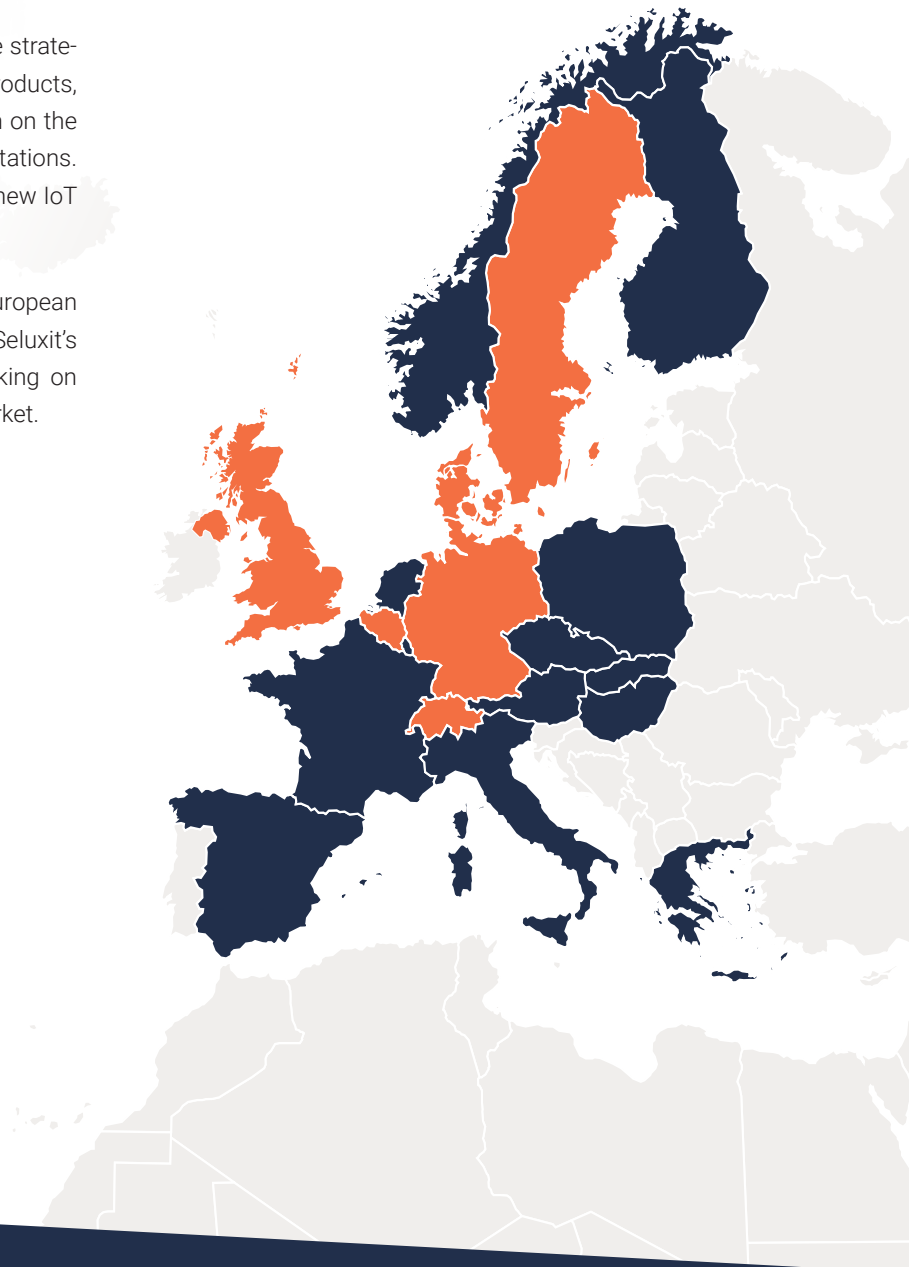 strate-
oducts,
on the
tations.
new IoT
uropean
Seluxit’s
king on
rket.